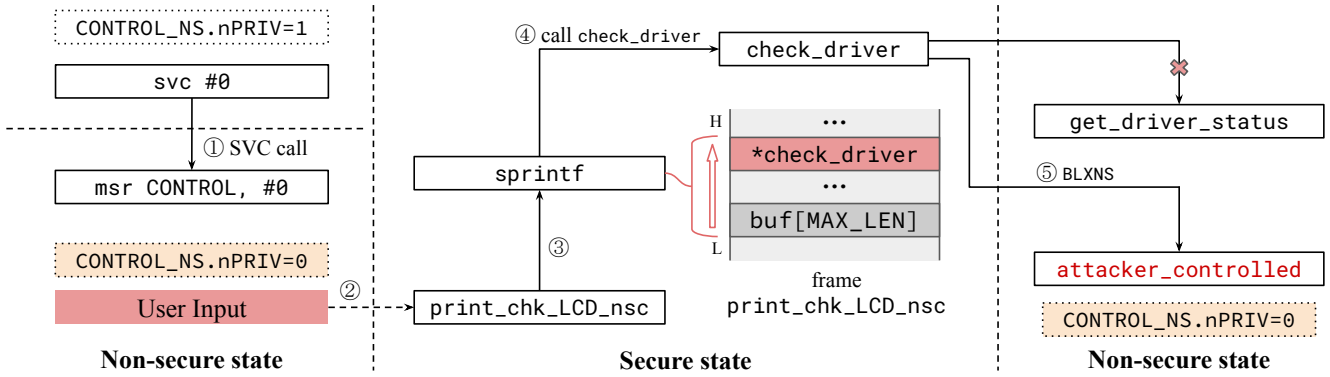 CONTROL_NS.nPRIV=1
svc #0
① SVC call
msr CONTROL, #0
CONTROL_NS.nPRIV=0
User Input
②
Non-secure state
④ call check_driver
check_driver
sprintf
③
print_chk_LCD_nsc
H
...
*check_driver
...
buf[MAX_LEN]
L
frame
print_chk_LCD_nsc
Secure state
get_driver_status
⑤ BLXNS
attacker_controlled
CONTROL_NS.nPRIV=0
Non-secure state